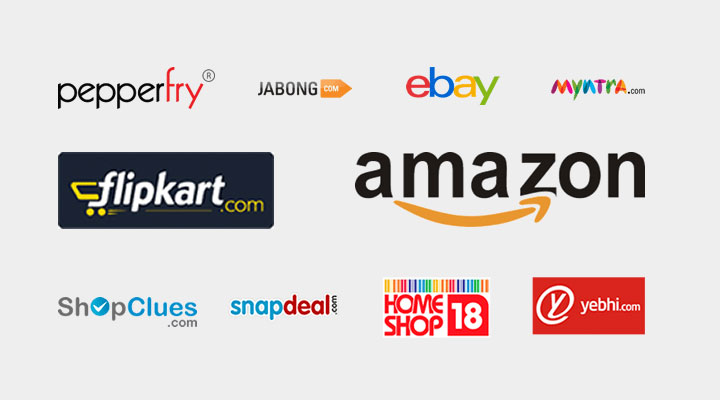 pepperfry®
JABONG COM
ebay
myntra.com
flipkart.com
amazon
ShopClues.com
snapdeal.com
HOME
SHOP 18
yebhi.com